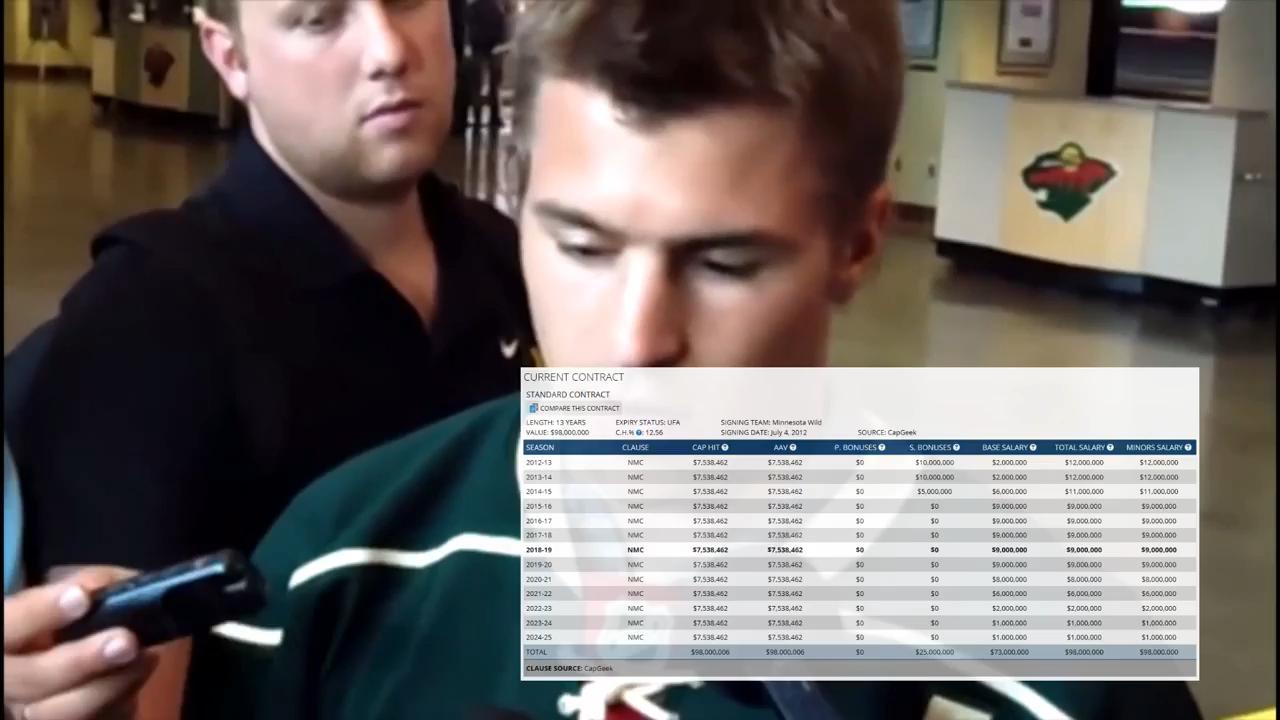 CURRENT CONTRACT
STANDARD CONTRACT
COMPARE THIS CONTRACT
LENGTH: 13 YEARS EXPIRY STATUS: UFA SIGNING TEAM: Minnesota Wild
VALUE: $98,000,000 C.H.% : 12.56 SIGNING DATE: July 4, 2012 SOURCE: CapGeek
SEASON CLAUSE CAP HIT AAV P. BONUSES S. BONUSES BASE SALARY TOTAL SALARY MINORS SALARY
2012-13 NMC $7,538,462 $7,538,462 $0 $10,000,000 $2,000,000 $12,000,000 $12,000,000
2013-14 NMC $7,538,462 $7,538,462 $0 $10,000,000 $2,000,000 $12,000,000 $12,000,000
2014-15 NMC $7,538,462 $7,538,462 $0 $5,000,000 $6,000,000 $11,000,000 $11,000,000
2015-16 NMC $7,538,462 $7,538,462 $0 $0 $9,000,000 $9,000,000 $9,000,000
2016-17 NMC $7,538,462 $7,538,462 $0 $0 $9,000,000 $9,000,000 $9,000,000
2017-18 NMC $7,538,462 $7,538,462 $0 $0 $9,000,000 $9,000,000 $9,000,000
2018-19 NMC $7,538,462 $7,538,462 $0 $0 $9,000,000 $9,000,000 $9,000,000
2019-20 NMC $7,538,462 $7,538,462 $0 $0 $9,000,000 $9,000,000 $9,000,000
2020-21 NMC $7,538,462 $7,538,462 $0 $0 $8,000,000 $8,000,000 $8,000,000
2021-22 NMC $7,538,462 $7,538,462 $0 $0 $6,000,000 $6,000,000 $6,000,000
2022-23 NMC $7,538,462 $7,538,462 $0 $0 $2,000,000 $2,000,000 $2,000,000
2023-24 NMC $7,538,462 $7,538,462 $0 $0 $1,000,000 $1,000,000 $1,000,000
2024-25 NMC $7,538,462 $7,538,462 $0 $0 $1,000,000 $1,000,000 $1,000,000
TOTAL $98,000,006 $98,000,006 $0 $25,000,000 $73,000,000 $98,000,000 $98,000,000
CLAUSE SOURCE: CapGeek